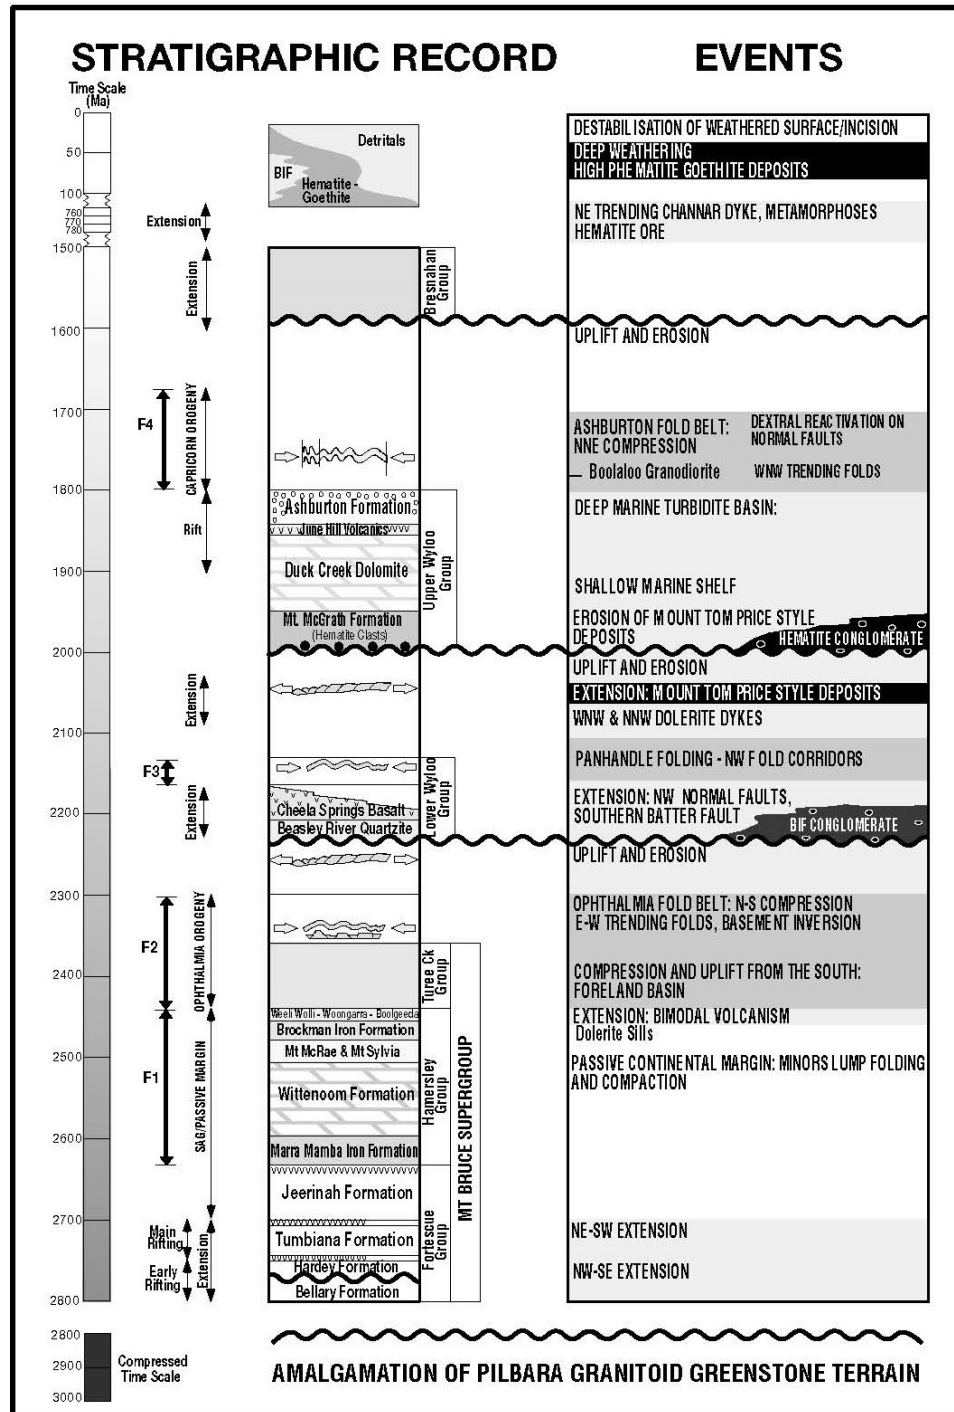 STRATIGRAPHIC RECORD
EVENTS
Time Scale
(Ma)
0
50
100
760
770
780
1500
1600
1700
1800
1900
2000
2100
2200
2300
2400
2500
2600
2700
2800
2800
2900
3000
Compressed
Time Scale
F4
F3
F2
F1
Extension
Extension
CAPRICORN OROGENY
Rift
Extension
Extension
OPHTHALMIA OROGENY
SAG/PASSIVE MARGIN
Main
Rifting
Early
Rifting
Extension
Detritals
BIF
Hematite -
Goethite
Bresnahan
Group
Ashburton Formation
June Hill Volcanics
Duck Creek Dolomite
Mt. McGrath Formation
(Hematite Clasts)
Upper Wyloo
Group
Cheela Springs Basalt
Beasley River Quartzite
Lower Wyloo
Group
Turee Ck
Group
Weeli Wolli - Woongarra - Boolgeeda
Brockman Iron Formation
Mt McRae & Mt Sylvia
Wittenoom Formation
Marra Mamba Iron Formation
Hamersley
Group
Jeerinah Formation
Tumbiana Formation
Hardey Formation
Bellary Formation
Fortescue
Group
MT BRUCE SUPERGROUP
DESTABILISATION OF WEATHERED SURFACE/INCISION
DEEP WEATHERING
HIGH PHE MATITE GOETHITE DEPOSITS
NE TRENDING CHANNAR DYKE, METAMORPHOSES
HEMATITE ORE
UPLIFT AND EROSION
ASHBURTON FOLD BELT:
NNE COMPRESSION
DEXTRAL REACTIVATION ON
NORMAL FAULTS
Boolaloo Granodiorite
WNW TRENDING FOLDS
DEEP MARINE TURBIDITE BASIN:
SHALLOW MARINE SHELF
EROSION OF MOUNT TOM PRICE STYLE
DEPOSITS
HEMATITE CONGLOMERATE
UPLIFT AND EROSION
EXTENSION: MOUNT TOM PRICE STYLE DEPOSITS
WNW & NNW DOLERITE DYKES
PANHANDLE FOLDING - NW FOLD CORRIDORS
EXTENSION: NW NORMAL FAULTS,
SOUTHERN BATTER FAULT
BIF CONGLOMERATE
UPLIFT AND EROSION
OPHTHALMIA FOLD BELT: N-S COMPRESSION
E-W TRENDING FOLDS, BASEMENT INVERSION
COMPRESSION AND UPLIFT FROM THE SOUTH:
FORELAND BASIN
EXTENSION: BIMODAL VOLCANISM
Dolerite Sills
PASSIVE CONTINENTAL MARGIN: MINORS LUMP FOLDING
AND COMPACTION
NE-SW EXTENSION
NW-SE EXTENSION
AMALGAMATION OF PILBARA GRANITOID GREENSTONE TERRAIN